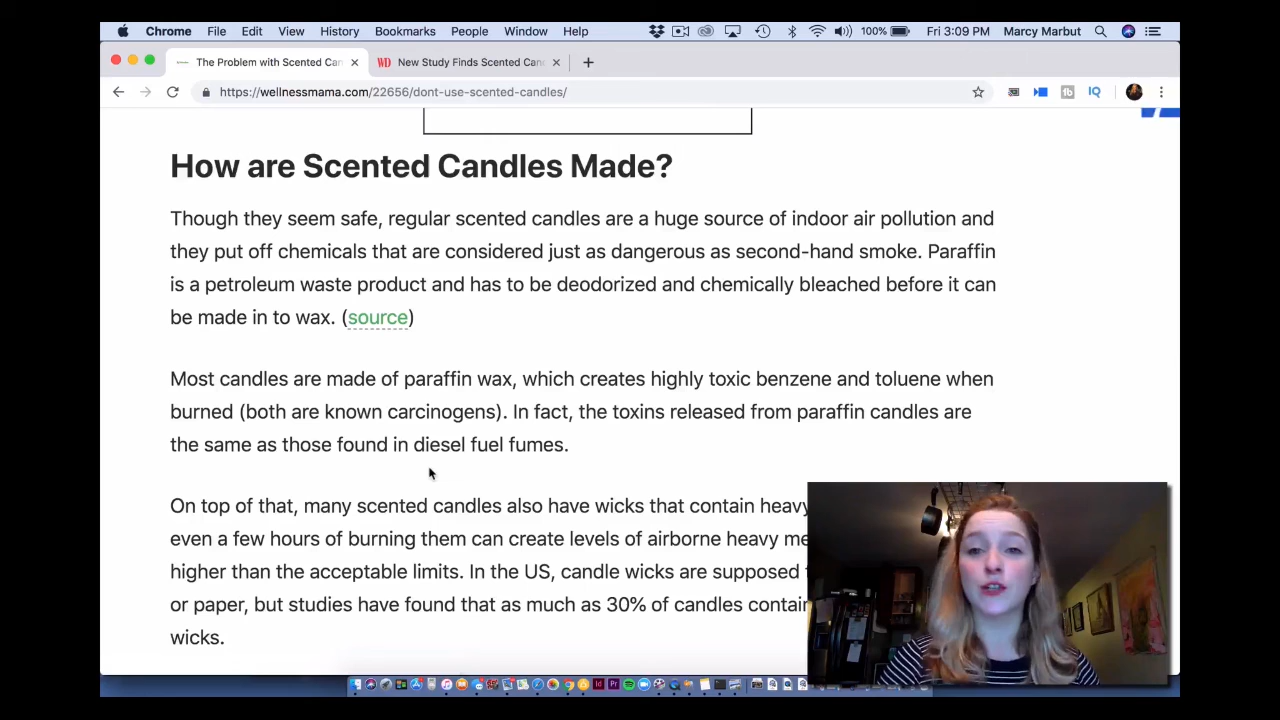 Chrome File Edit View History Bookmarks People Window Help 100% Fri 3:09 PM Marcy Marbut
The Problem with Scented Can WD New Study Finds Scented Can
https://wellnessmama.com/22656/dont-use-scented-candles/ IQ
How are Scented Candles Made?
Though they seem safe, regular scented candles are a huge source of indoor air pollution and
they put off chemicals that are considered just as dangerous as second-hand smoke. Paraffin
is a petroleum waste product and has to be deodorized and chemically bleached before it can
be made in to wax. (source)
Most candles are made of paraffin wax, which creates highly toxic benzene and toluene when
burned (both are known carcinogens). In fact, the toxins released from paraffin candles are
the same as those found in diesel fuel fumes.
On top of that, many scented candles also have wicks that contain heavy
even a few hours of burning them can create levels of airborne heavy me
higher than the acceptable limits. In the US, candle wicks are supposed
or paper, but studies have found that as much as 30% of candles contain
wicks.